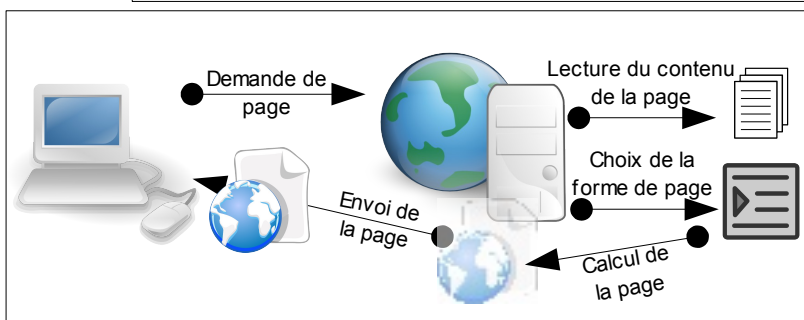 Demande de
page
Lecture du contenu
de la page
Choix de la
forme de page
Envoi de
la page
Calcul de
la page